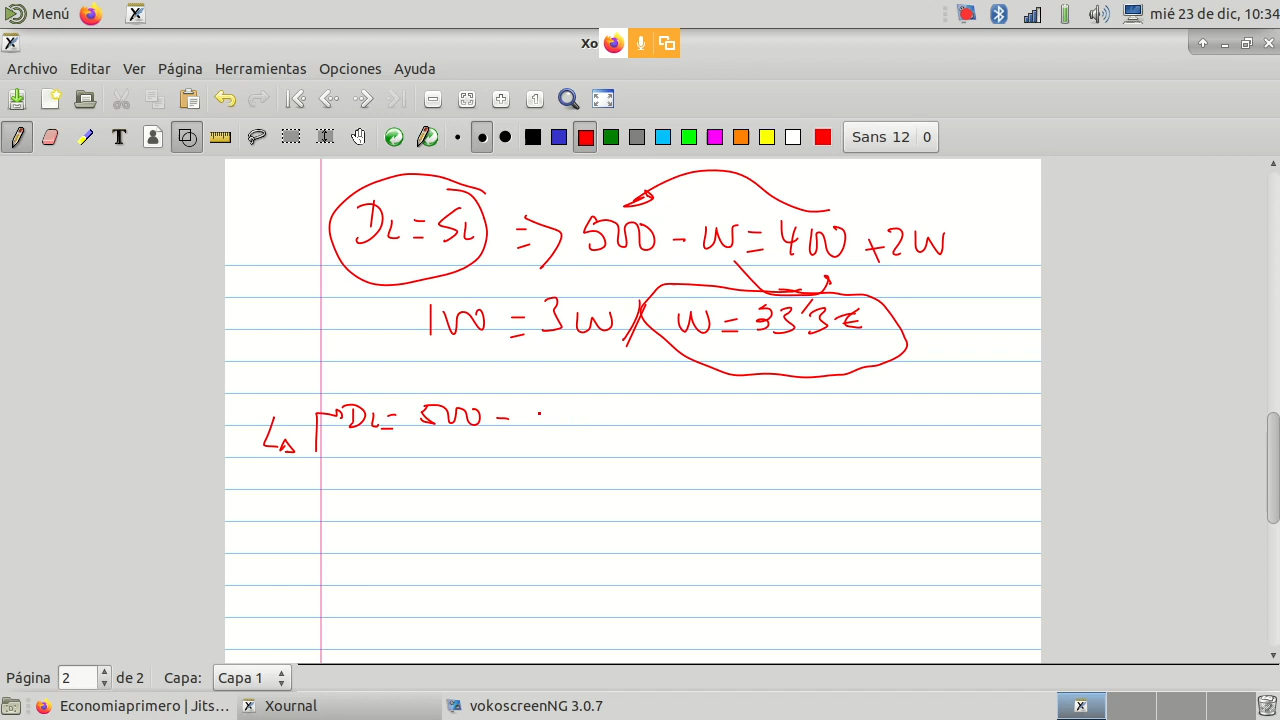 Menú
mié 23 de dic, 10:34
Xo
Archivo Editar Ver Página Herramientas Opciones Ayuda
Sans 12 0
DL = SL => 500 - W = 400 + 2W
100 = 3W // W = 33'3 €
DL = 500 -
Página 2 de 2 Capa: Capa 1
Economiaprimero | Jits... Xournal vokoscreenNG 3.0.7